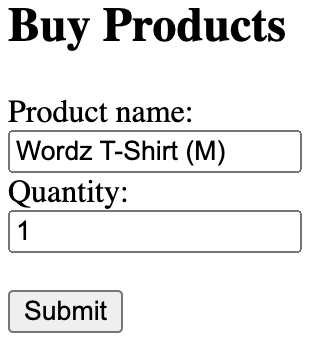 Buy Products
Product name:
Wordz T-Shirt (M)
Quantity:
1
Submit